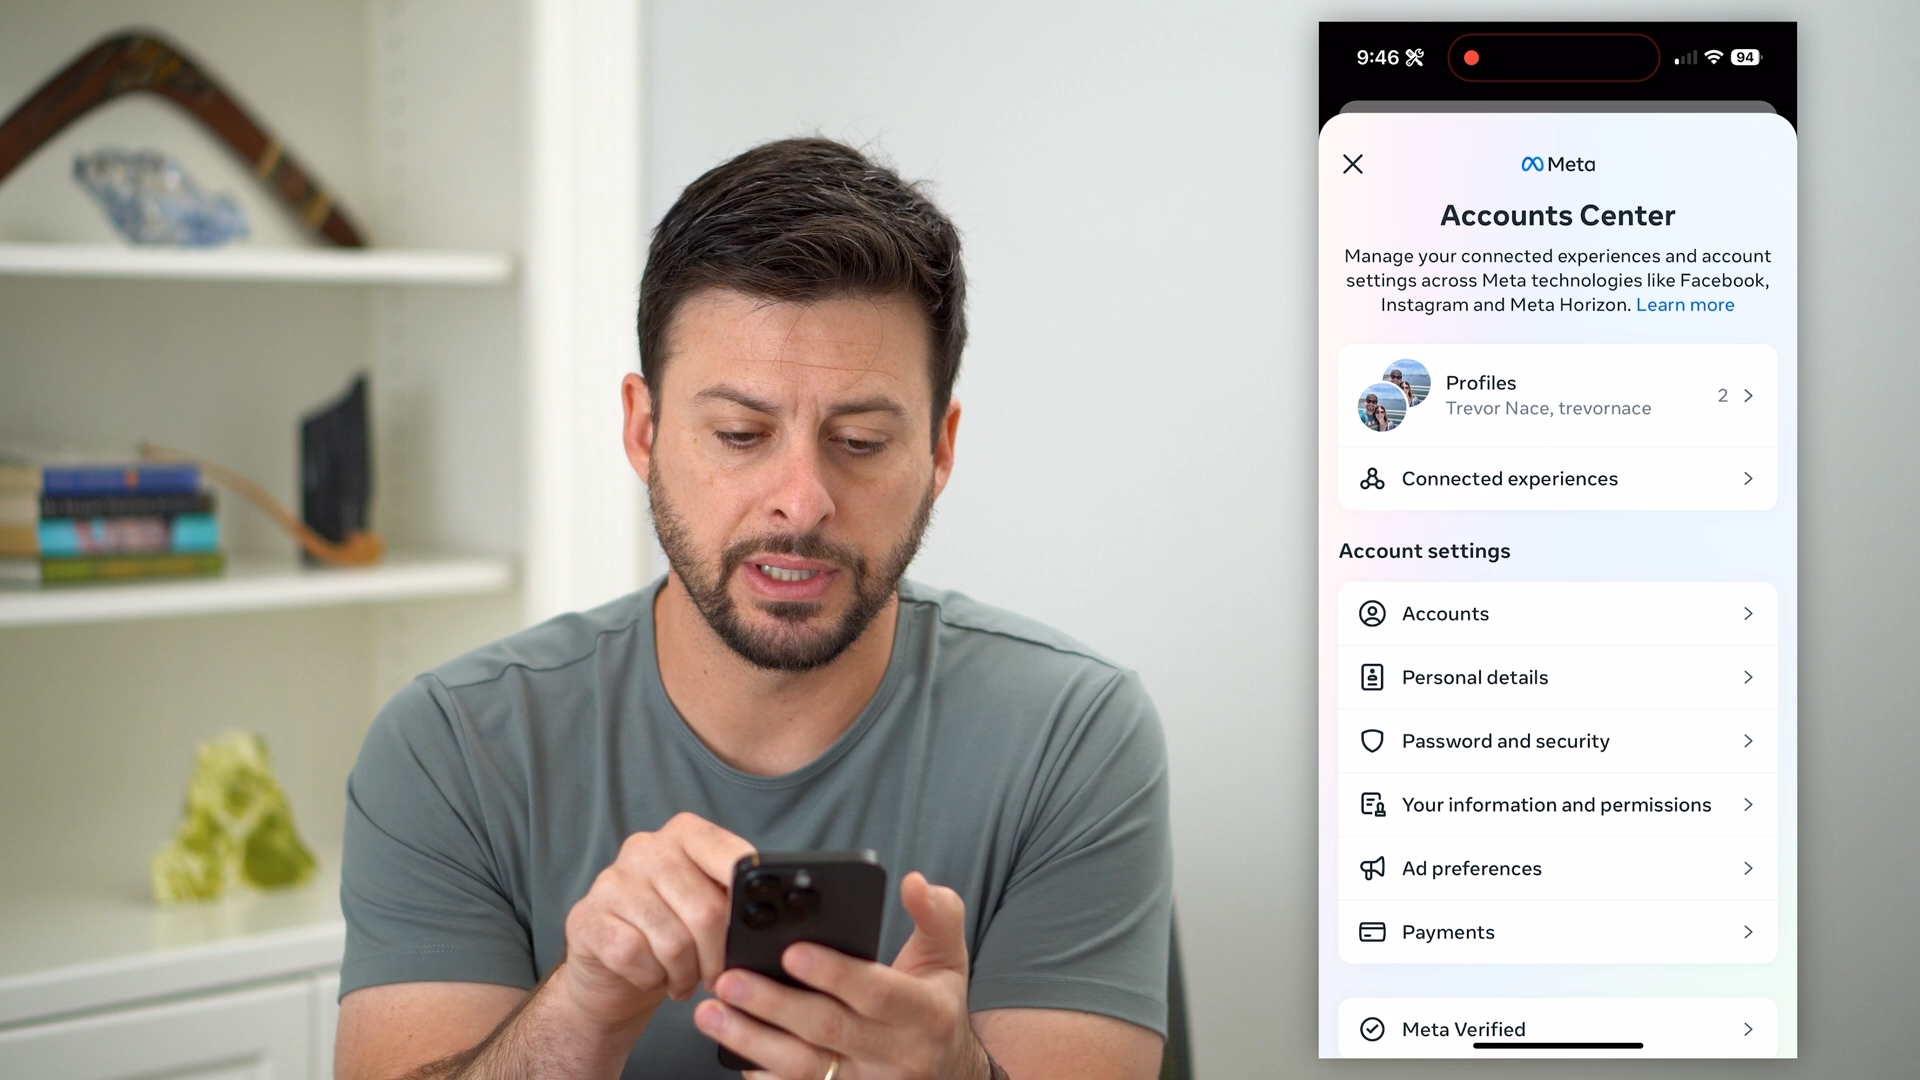 9:46
94
Meta
Accounts Center
Manage your connected experiences and account
settings across Meta technologies like Facebook,
Instagram and Meta Horizon. Learn more
Profiles
Trevor Nace, trevornace
2
Connected experiences
Account settings
Accounts
Personal details
Password and security
Your information and permissions
Ad preferences
Payments
Meta Verified